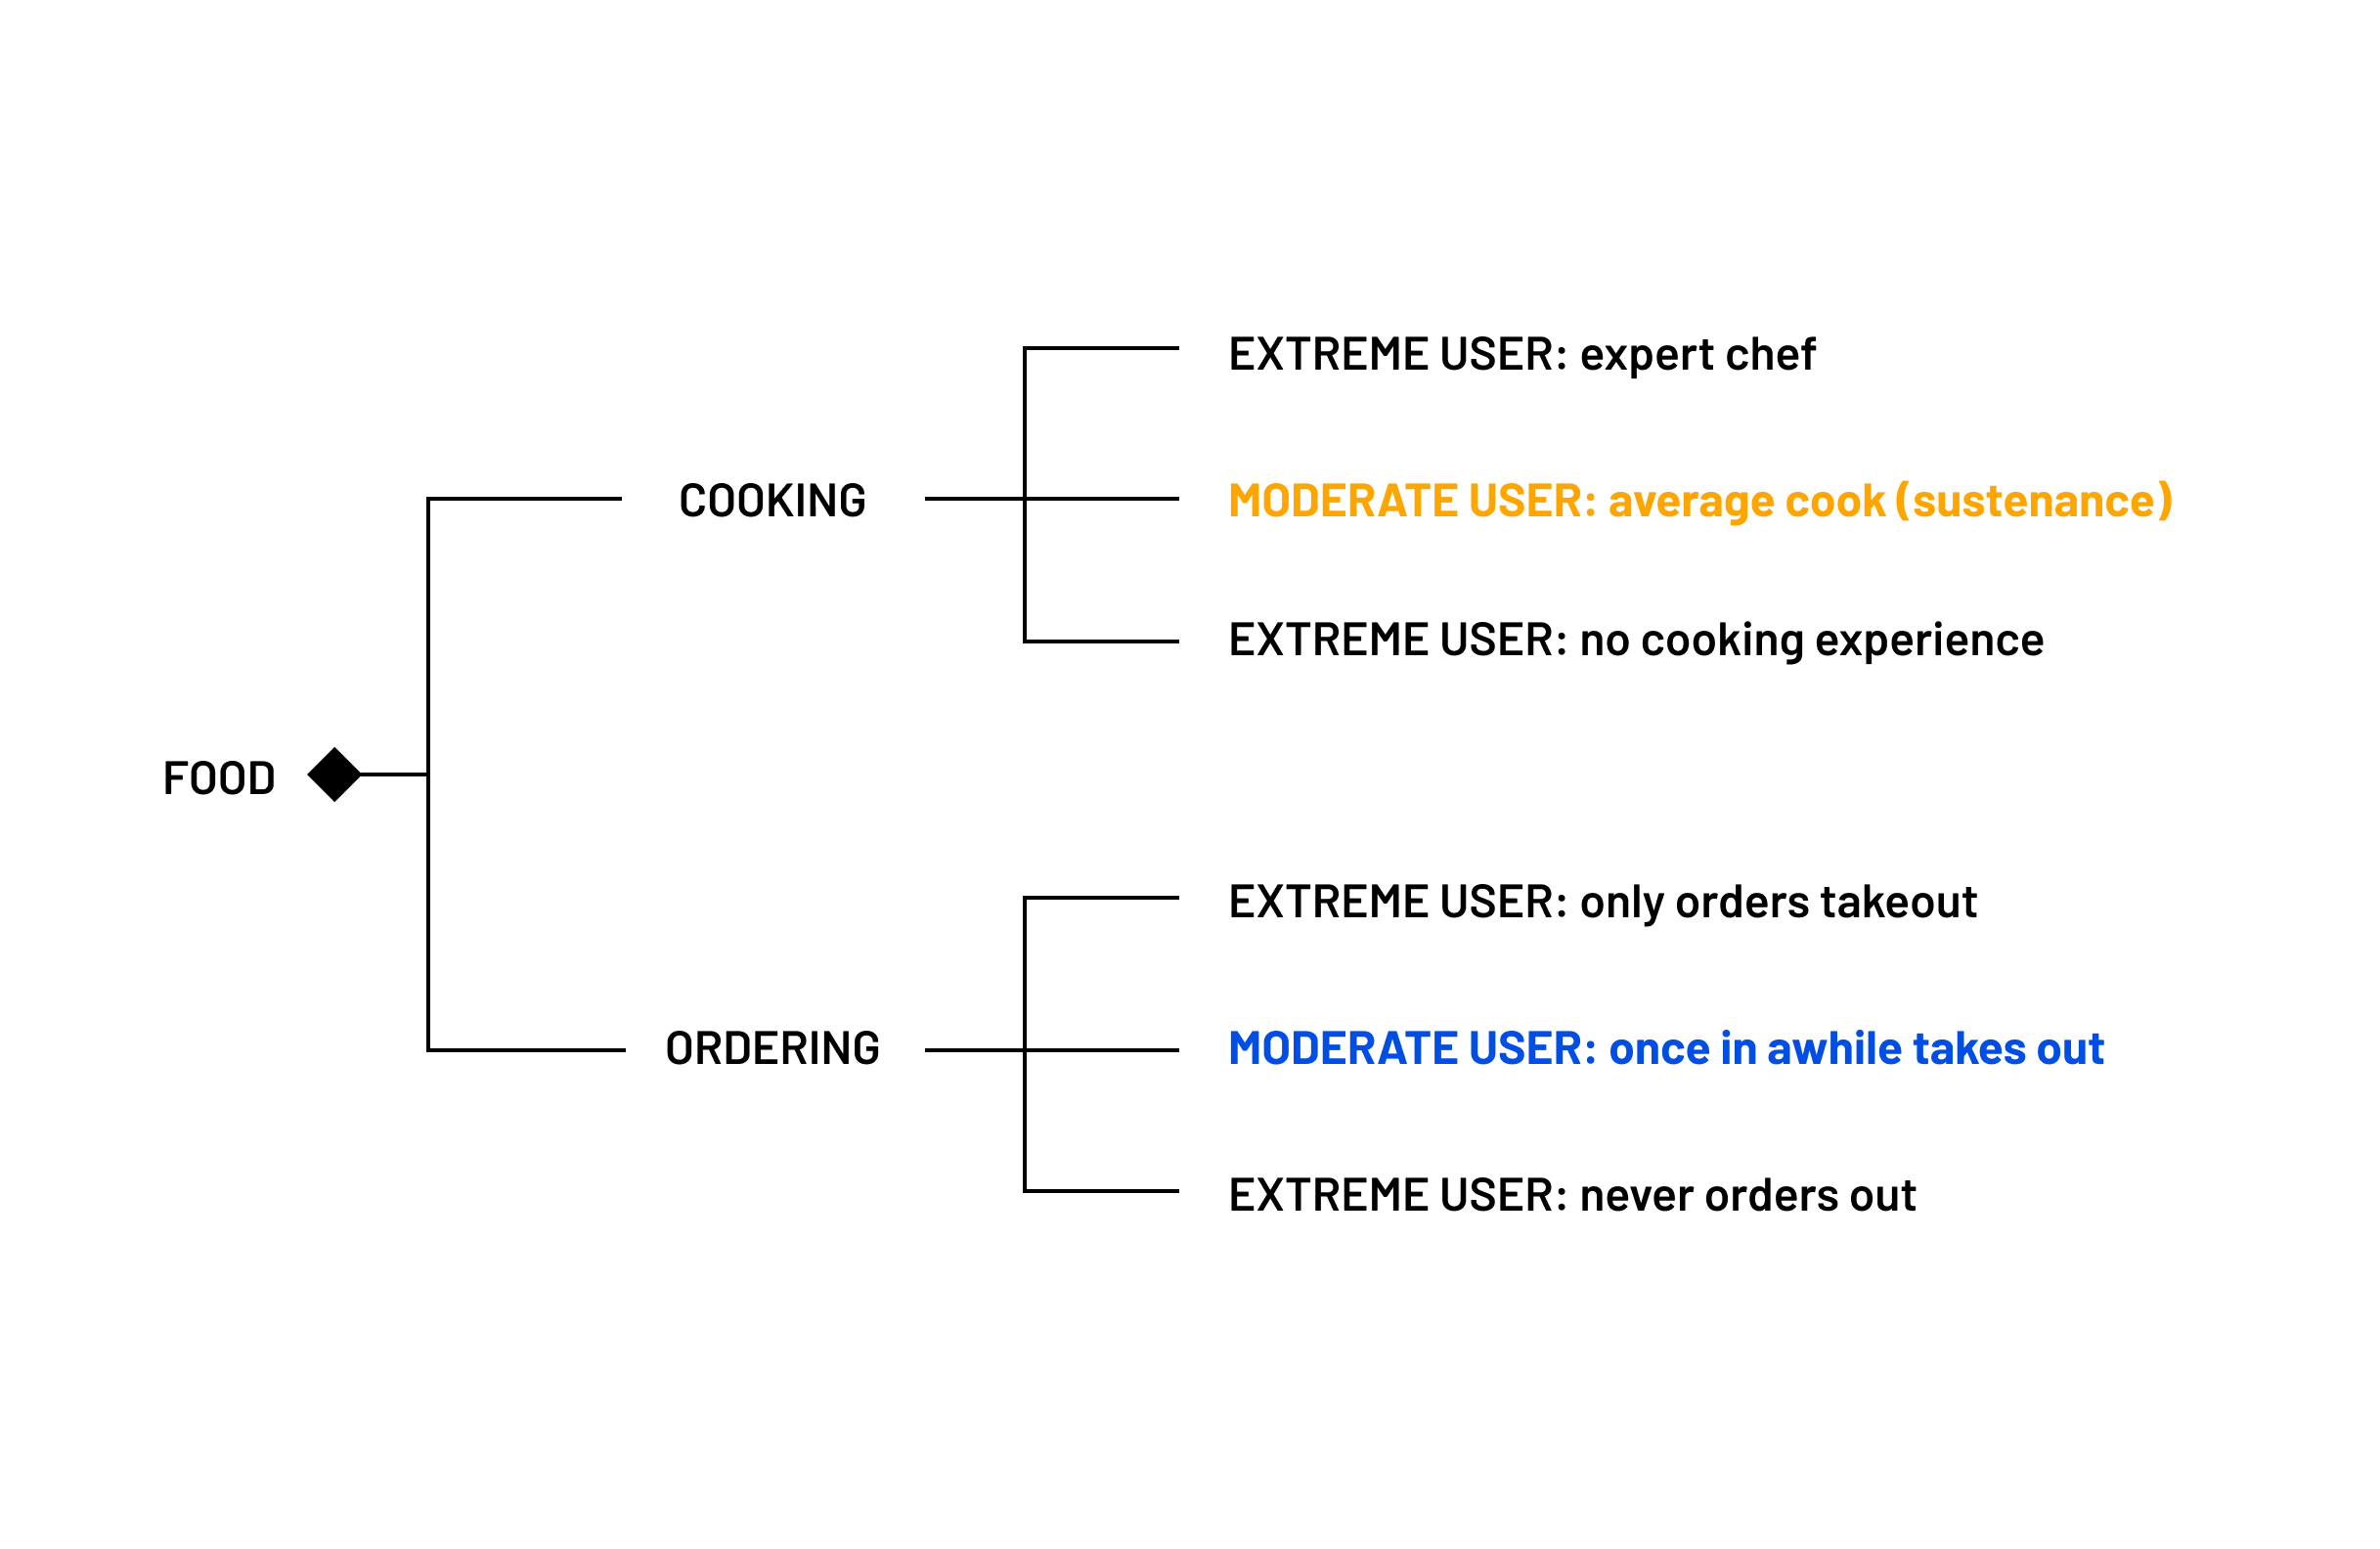 EXTREME USER: expert chef
COOKING
MODERATE USER: average cook (sustenance)
EXTREME USER: no cooking experience
FOOD
EXTREME USER: only orders takeout
ORDERING
MODERATE USER: once in awhile takes out
EXTREME USER: never orders out